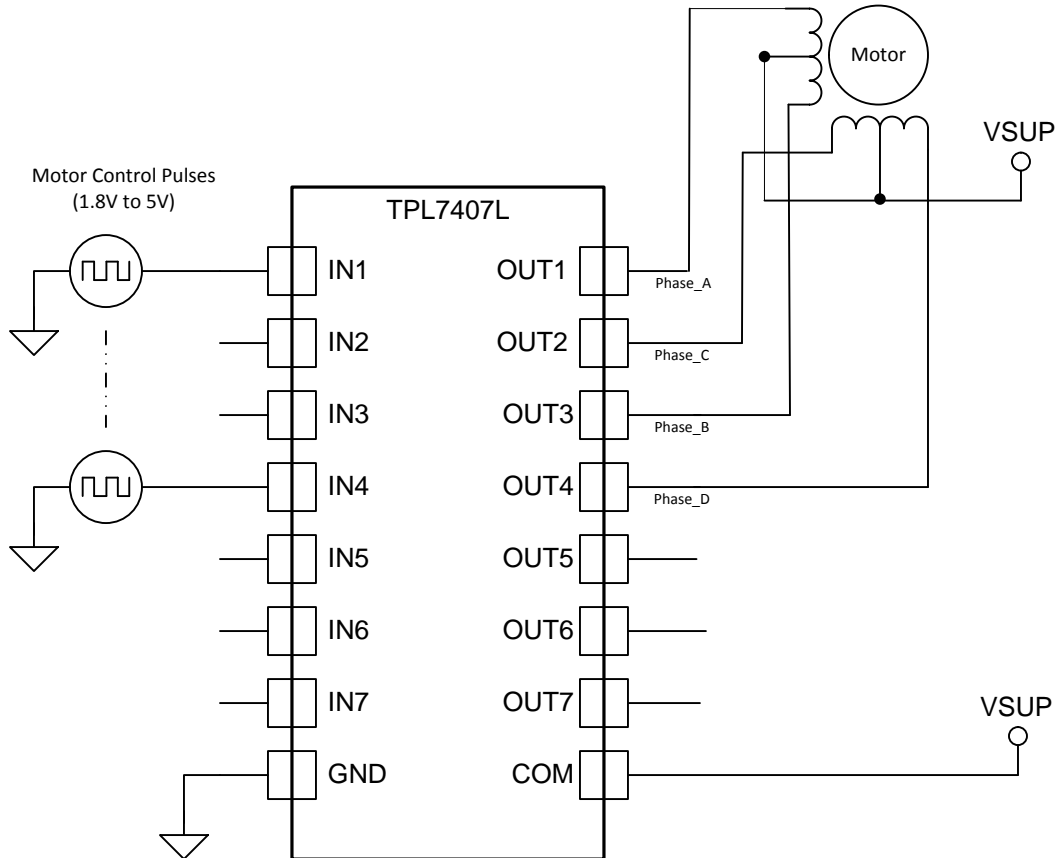 Motor
VSUP
Motor Control Pulses
(1.8V to 5V)
TPL7407L
IN1
OUT1
Phase_A
IN2
OUT2
Phase_C
IN3
OUT3
Phase_B
IN4
OUT4
Phase_D
IN5
OUT5
IN6
OUT6
IN7
OUT7
VSUP
GND
COM